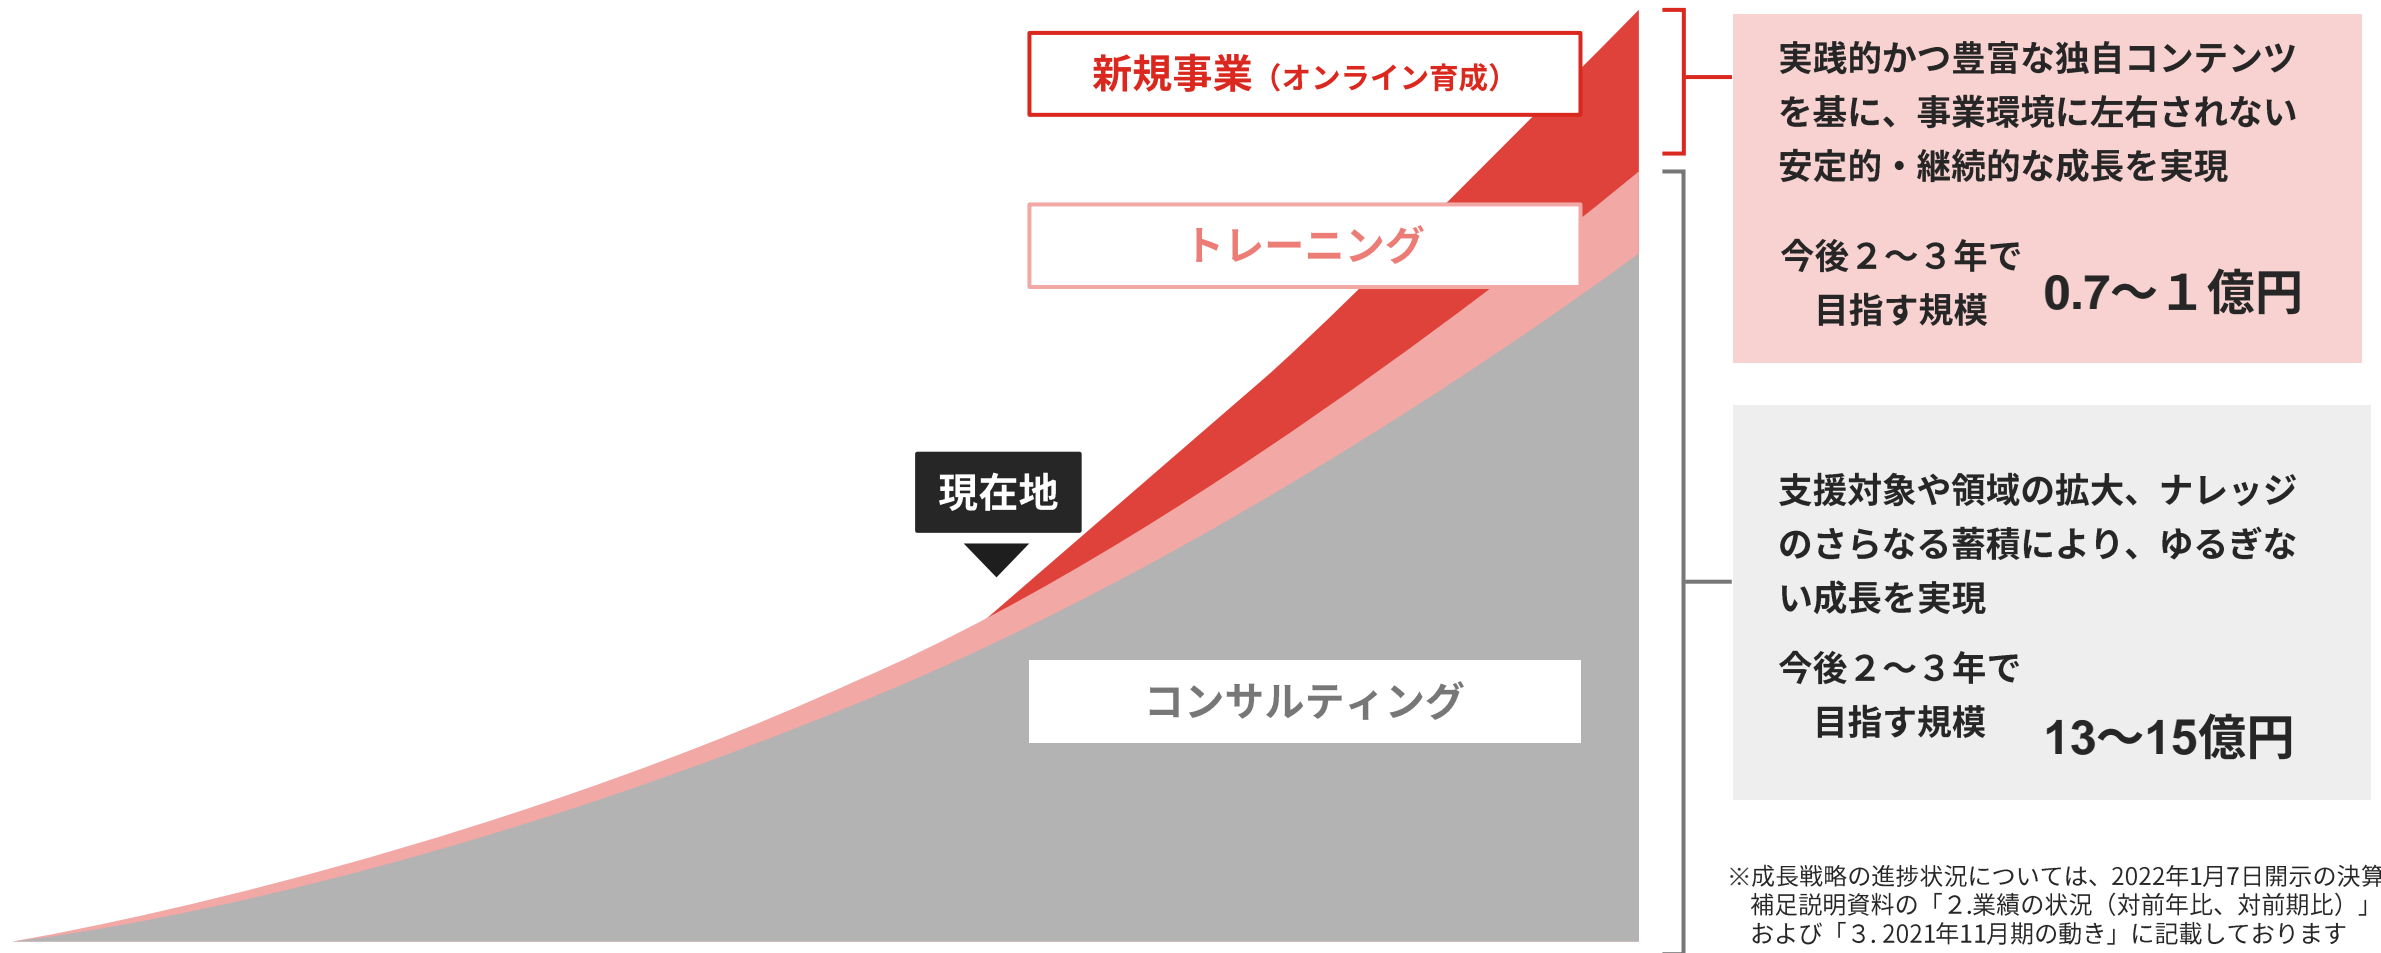 新規事業（オンライン育成）
トレーニング
現在地
コンサルティング
実践的かつ豊富な独自コンテンツ
を基に、事業環境に左右されない
安定的・継続的な成長を実現
今後２～３年で
目指す規模
0.7～１億円
支援対象や領域の拡大、ナレッジ
のさらなる蓄積により、ゆるぎな
い成長を実現
今後２～３年で
目指す規模
13～15億円
※成長戦略の進捗状況については、2022年1月7日開示の決算
補足説明資料の「２.業績の状況（対前年比、対前期比）」
および「３. 2021年11月期の動き」に記載しております